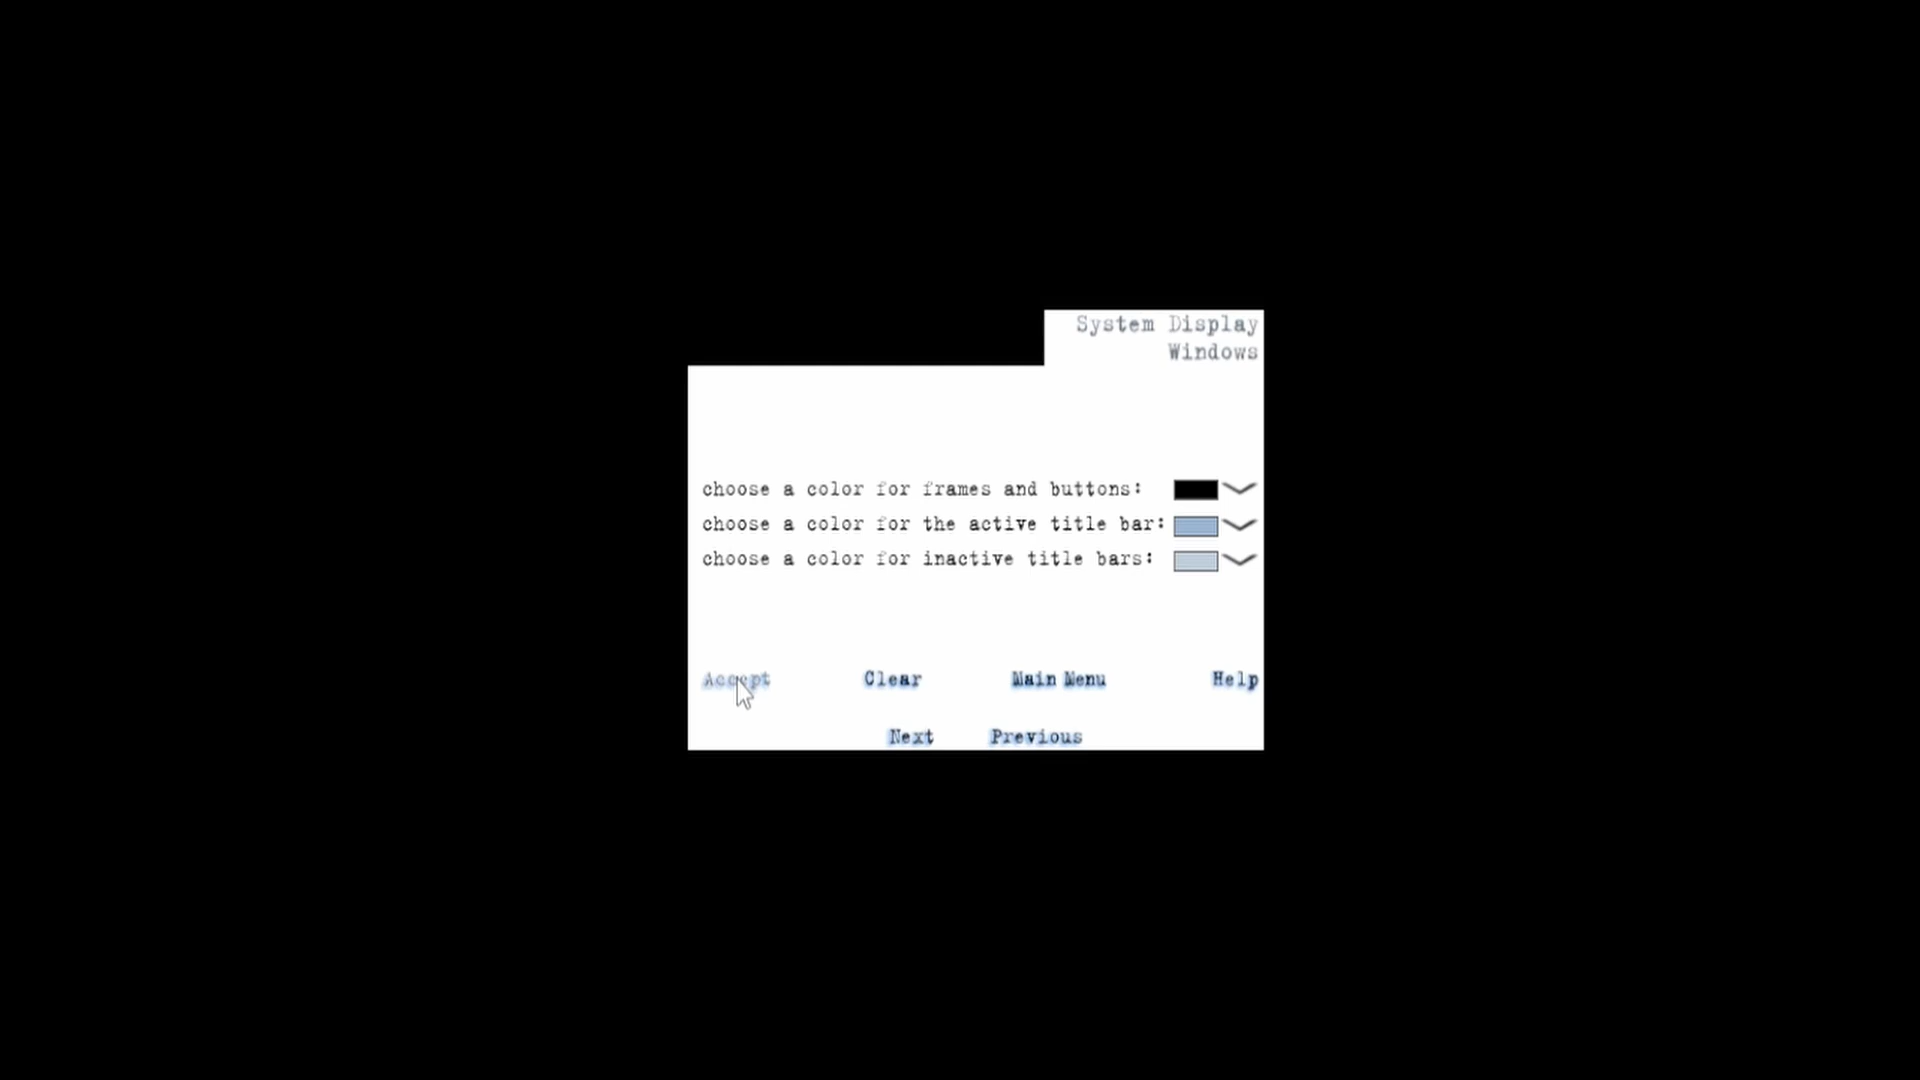 System Display
Windows
choose a color for frames and buttons:
choose a color for the active title bar:
choose a color for inactive title bars:
Accept Clear Main Menu Help
Next Previous